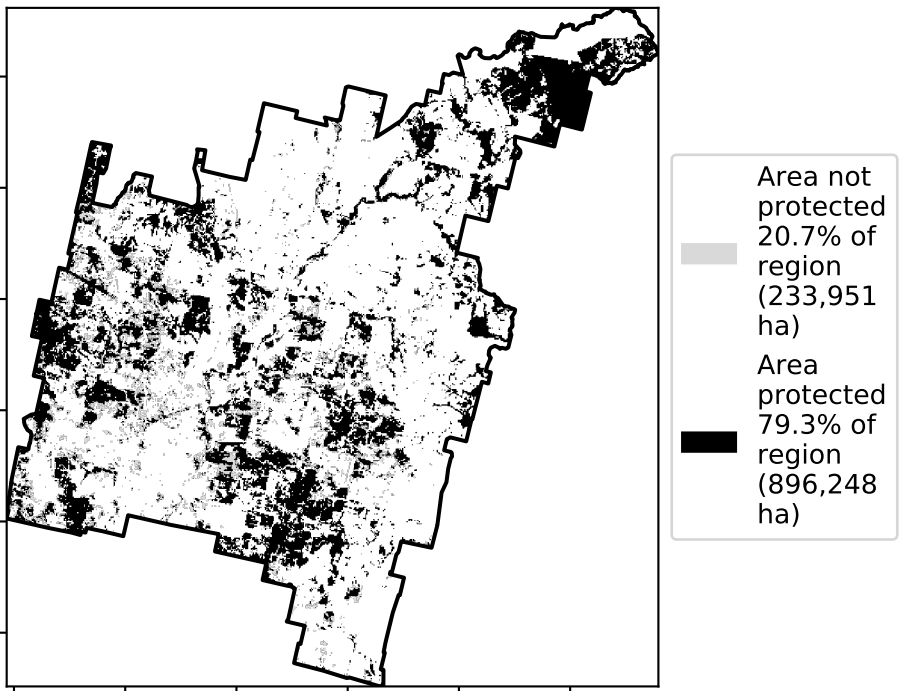 Area not
protected
20.7% of
region
(233,951
ha)
Area
protected
79.3% of
region
(896,248
ha)